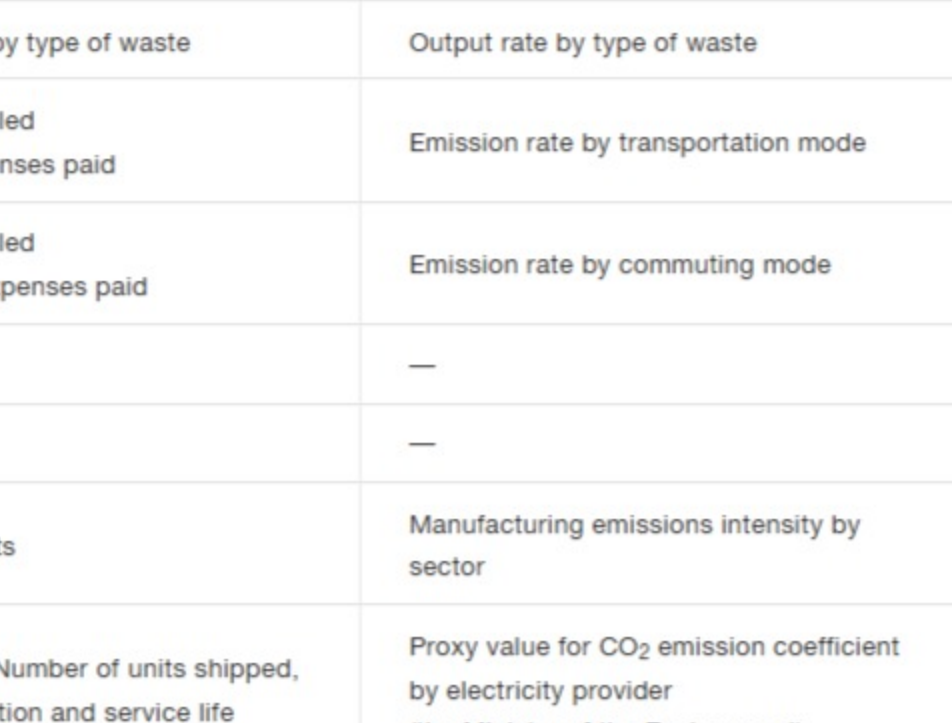 by type of waste
Output rate by type of waste
led
nses paid
Emission rate by transportation mode
led
penses paid
Emission rate by commuting mode
—
—
ts
Manufacturing emissions intensity by
sector
Number of units shipped,
tion and service life
Proxy value for CO₂ emission coefficient
by electricity provider